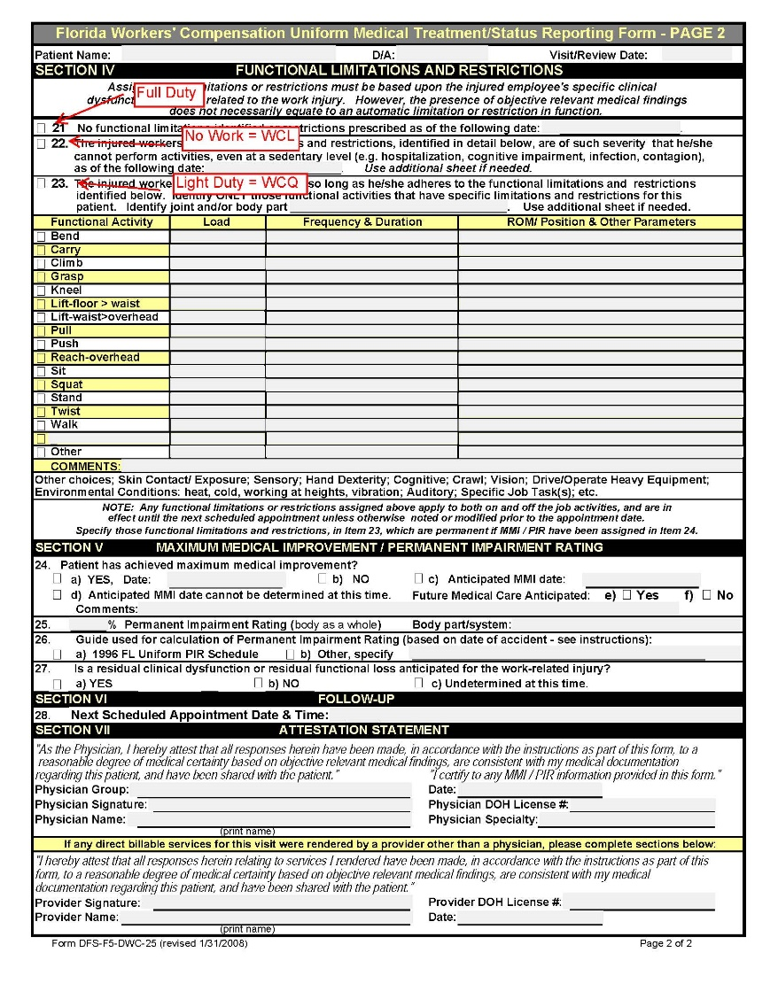 Florida Workers' Compensation Uniform Medical Treatment/Status Reporting Form - PAGE 2
Patient Name: D/A: Visit/Review Date:
SECTION IV FUNCTIONAL LIMITATIONS AND RESTRICTIONS
itations or restrictions must be based upon the injured employee's specific clinical
Full Duty
related to the work injury. However, the presence of objective relevant medical findings
does not necessarily equate to an automatic limitation or restriction in function.
21 No functional prescribed as of the following date:
No Work = WCL
22. The injured workers and restrictions, identified in detail below, are of such severity that he/she
cannot perform activities, even at a sedentary level (e.g. hospitalization, cognitive impairment, infection, contagion),
as of the following date: Use additional sheet if needed.
Light Duty = WCQ
23. The injured so long as he/she adheres to the functional limitations and restrictions
identified below. Identify ONLY those functional activities that have specific limitations and restrictions for this
patient. Identify joint and/or body part . Use additional sheet if needed.
Functional Activity Load Frequency & Duration ROM/ Position & Other Parameters
Bend
Carry
Climb
Grasp
Kneel
Lift-floor > waist
Lift-waist>overhead
Pull
Push
Reach-overhead
Sit
Squat
Stand
Twist
Walk
Other
COMMENTS:
Other choices; Skin Contact/ Exposure; Sensory; Hand Dexterity; Cognitive; Crawl; Vision; Drive/Operate Heavy Equipment;
Environmental Conditions: heat, cold, working at heights, vibration; Auditory; Specific Job Task(s); etc.
NOTE: Any functional limitations or restrictions assigned above apply to both on and off the job activities, and are in
effect until the next scheduled appointment unless otherwise noted or modified prior to the appointment date.
Specify those functional limitations and restrictions, in Item 23, which are permanent if MMI / PIR have been assigned in Item 24.
SECTION V MAXIMUM MEDICAL IMPROVEMENT / PERMANENT IMPAIRMENT RATING
24. Patient has achieved maximum medical improvement?
a) YES, Date: b) NO c) Anticipated MMI date:
d) Anticipated MMI date cannot be determined at this time. Future Medical Care Anticipated: e) Yes f) No
Comments:
25. % Permanent Impairment Rating (body as a whole) Body part/system:
26. Guide used for calculation of Permanent Impairment Rating (based on date of accident - see instructions):
a) 1996 FL Uniform PIR Schedule b) Other, specify
27. Is a residual clinical dysfunction or residual functional loss anticipated for the work-related injury?
a) YES b) NO c) Undetermined at this time.
SECTION VI FOLLOW-UP
28. Next Scheduled Appointment Date & Time:
SECTION VII ATTESTATION STATEMENT
"As the Physician, I hereby attest that all responses herein have been made, in accordance with the instructions as part of this form, to a
reasonable degree of medical certainty based on objective relevant medical findings, are consistent with my medical documentation
regarding this patient, and have been shared with the patient." "I certify to any MMI / PIR information provided in this form."
Physician Group: Date:
Physician Signature: Physician DOH License #:
Physician Name: Physician Specialty:
(print name)
If any direct billable services for this visit were rendered by a provider other than a physician, please complete sections below:
"I hereby attest that all responses herein relating to services I rendered have been made, in accordance with the instructions as part of this
form, to a reasonable degree of medical certainty based on objective relevant medical findings, are consistent with my medical
documentation regarding this patient, and have been shared with the patient."
Provider Signature: Provider DOH License #:
Provider Name: Date:
(print name)
Form DFS-F5-DWC-25 (revised 1/31/2008) Page 2 of 2